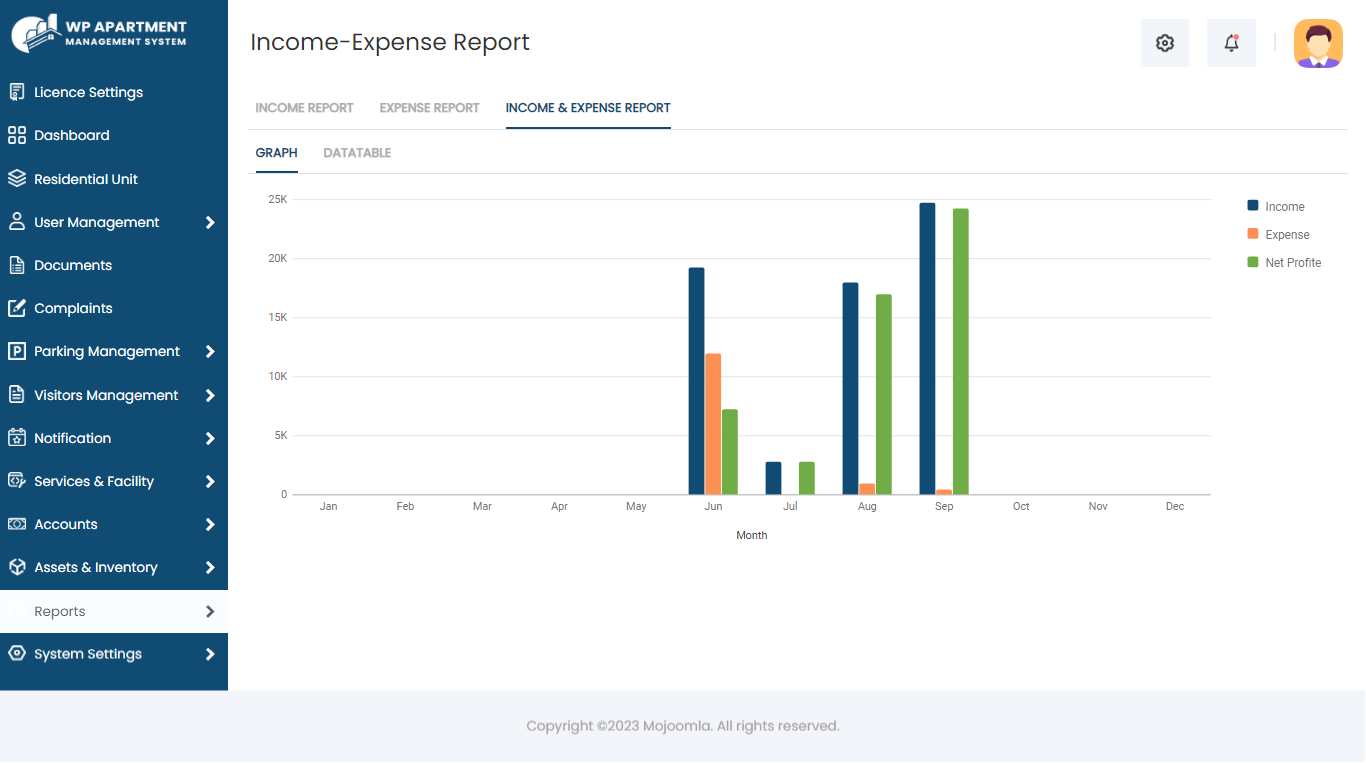 WP APARTMENT
MANAGEMENT SYSTEM
Licence Settings
Dashboard
Residential Unit
User Management
Documents
Complaints
P
Parking Management
Visitors Management
Notification
Services & Facility
Accounts
Assets & Inventory
Reports
System Settings
Income-Expense Report
INCOME REPORT EXPENSE REPORT INCOME & EXPENSE REPORT
GRAPH DATATABLE
25K
20K
15K
10K
5K
0
Jan Feb Mar Apr May Jun Jul Aug Sep Oct Nov Dec
Month
Income
Expense
Net Profite
Copyright ©2023 Mojoomla. All rights reserved.